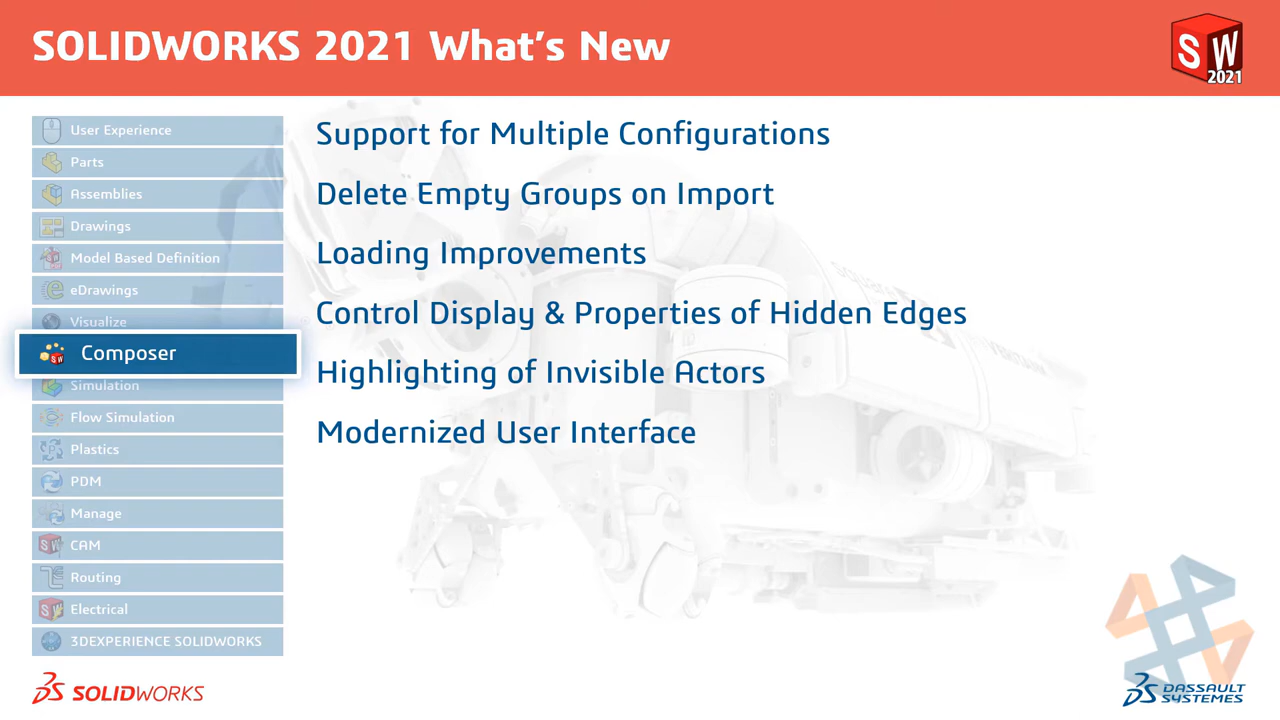 SOLIDWORKS 2021 What's New
SW
2021
User Experience
Parts
Assemblies
Drawings
Model Based Definition
eDrawings
Visualize
Composer
Simulation
Flow Simulation
Plastics
PDM
Manage
CAM
Routing
Electrical
3DEXPERIENCE SOLIDWORKS
Support for Multiple Configurations
Delete Empty Groups on Import
Loading Improvements
Control Display & Properties of Hidden Edges
Highlighting of Invisible Actors
Modernized User Interface
SOLIDWORKS
DASSAULT
SYSTEMES